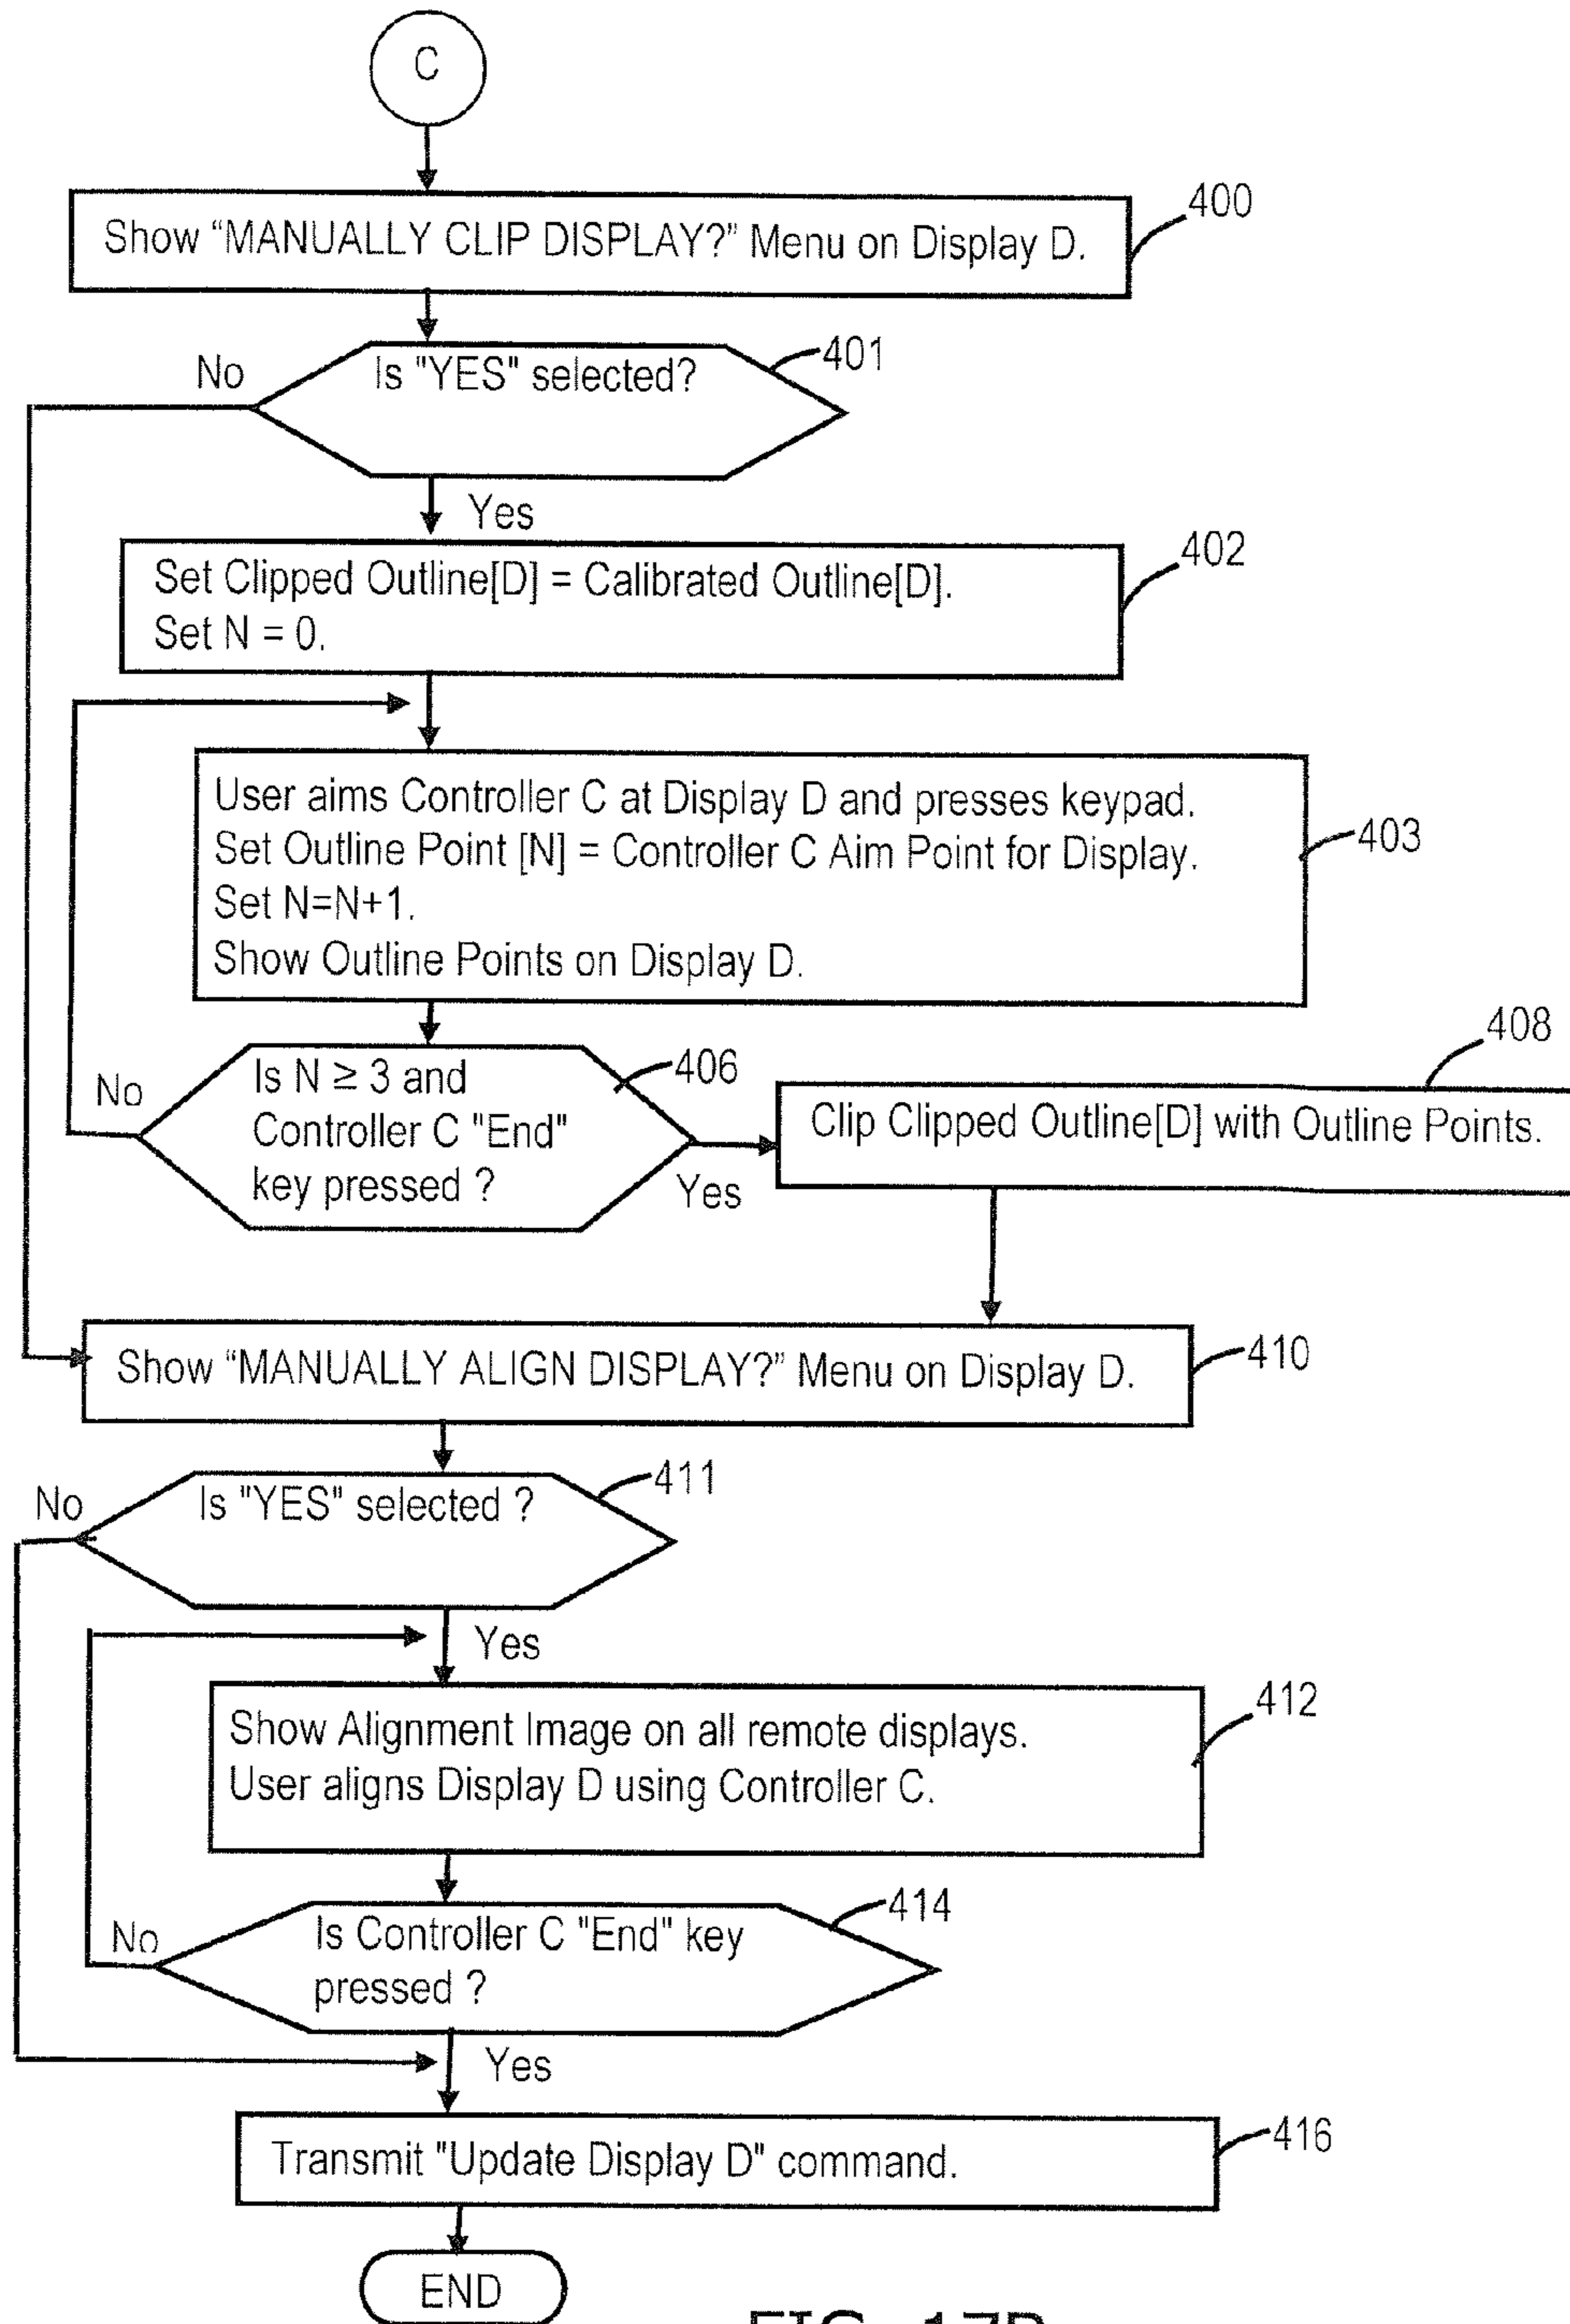 C
Show “MANUALLY CLIP DISPLAY?” Menu on Display D.
400
Is "YES" selected?
401
No
Yes
Set Clipped Outline[D] = Calibrated Outline[D].
Set N = 0.
402
User aims Controller C at Display D and presses keypad.
Set Outline Point [N] = Controller C Aim Point for Display.
Set N=N+1.
Show Outline Points on Display D.
403
Is N ≥ 3 and
Controller C "End"
key pressed ?
406
No
Yes
Clip Clipped Outline[D] with Outline Points.
408
Show “MANUALLY ALIGN DISPLAY?” Menu on Display D.
410
Is "YES" selected ?
411
No
Yes
Show Alignment Image on all remote displays.
User aligns Display D using Controller C.
412
Is Controller C "End" key
pressed ?
414
No
Yes
Transmit "Update Display D" command.
416
END